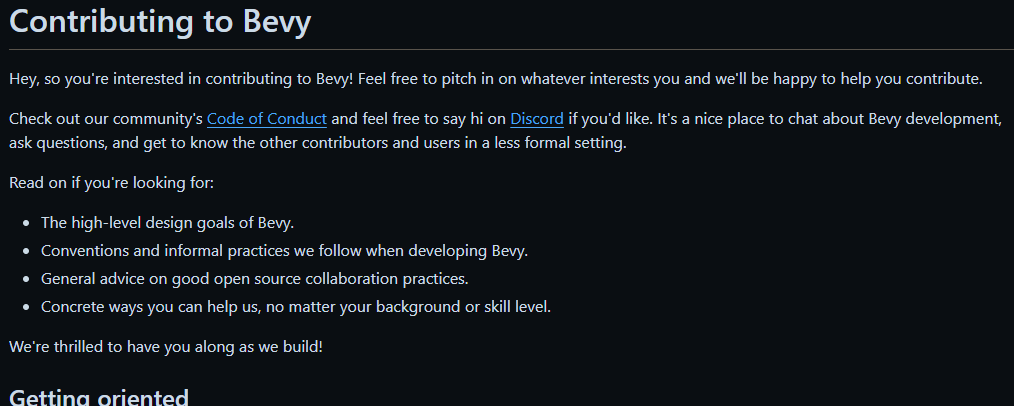 Contributing to Bevy
Hey, so you're interested in contributing to Bevy! Feel free to pitch in on whatever interests you and we'll be happy to help you contribute.
Check out our community's Code of Conduct and feel free to say hi on Discord if you'd like. It's a nice place to chat about Bevy development,
ask questions, and get to know the other contributors and users in a less formal setting.
Read on if you're looking for:
• The high-level design goals of Bevy.
• Conventions and informal practices we follow when developing Bevy.
• General advice on good open source collaboration practices.
• Concrete ways you can help us, no matter your background or skill level.
We're thrilled to have you along as we build!
Getting oriented